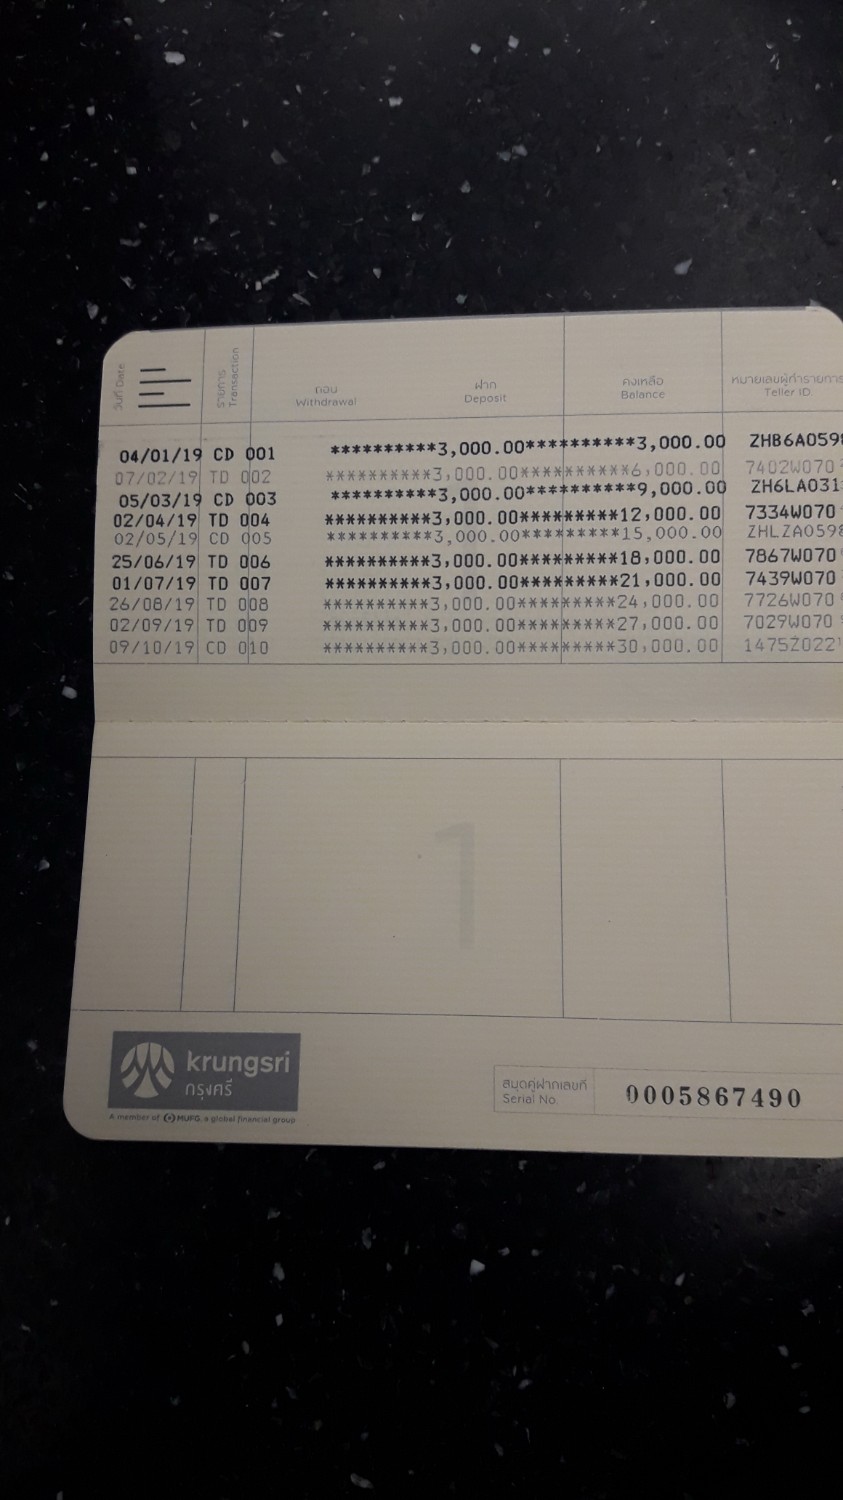 วันที่ Date รายการ Transaction ถอน Withdrawal ฝาก Deposit คงเหลือ Balance หมายเลขผู้ทำรายการ Teller ID.
04/01/19 CD 001 **********3,000.00**********3,000.00 ZHB6A059
07/02/19 TD 002 **********3,000.00**********6,000.00 7402W070
05/03/19 CD 003 **********3,000.00**********9,000.00 ZH6LA031
02/04/19 TD 004 **********3,000.00*********12,000.00 7334W070
02/05/19 CD 005 **********3,000.00*********15,000.00 ZHLZA059
25/06/19 TD 006 **********3,000.00*********18,000.00 7867W070
01/07/19 TD 007 **********3,000.00*********21,000.00 7439W070
26/08/19 TD 008 **********3,000.00*********24,000.00 7726W070
02/09/19 TD 009 **********3,000.00*********27,000.00 7029W070
09/10/19 CD 010 **********3,000.00*********30,000.00 1475Z022
1
krungsri
กรุงศรี
A member of MUFG, a global financial group
สมุดคู่ฝากเลขที่
Serial No. 0005867490